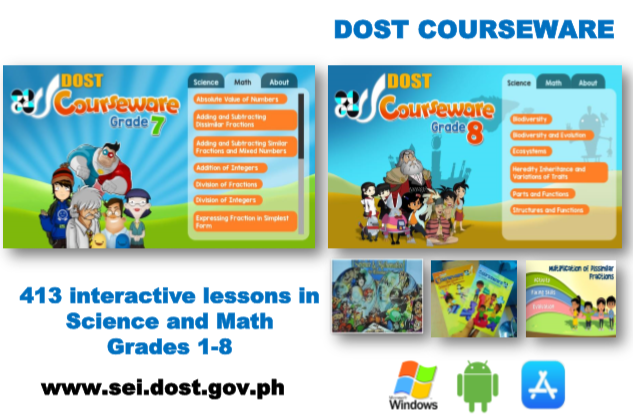 DOST COURSEWARE
DOST
Courseware
Grade 7
Science Math About
Absolute Value of Numbers
Adding and Subtracting
Dissimilar Fractions
Adding and Subtracting Similar
Fractions and Mixed Numbers
Addition of Integers
Division of Fractions
Division of Integers
Expressing Fraction in Simplest
Form
DOST
Courseware
Grade 8
Science Math About
Biodiversity
Biodiversity and Evolution
Ecosystems
Heredity: Inheritance and
Variations of Traits
Parts and Functions
Structures and Functions
413 interactive lessons in
Science and Math
Grades 1-8
www.sei.dost.gov.ph
Multiplication of Dissimilar
Fractions
Windows